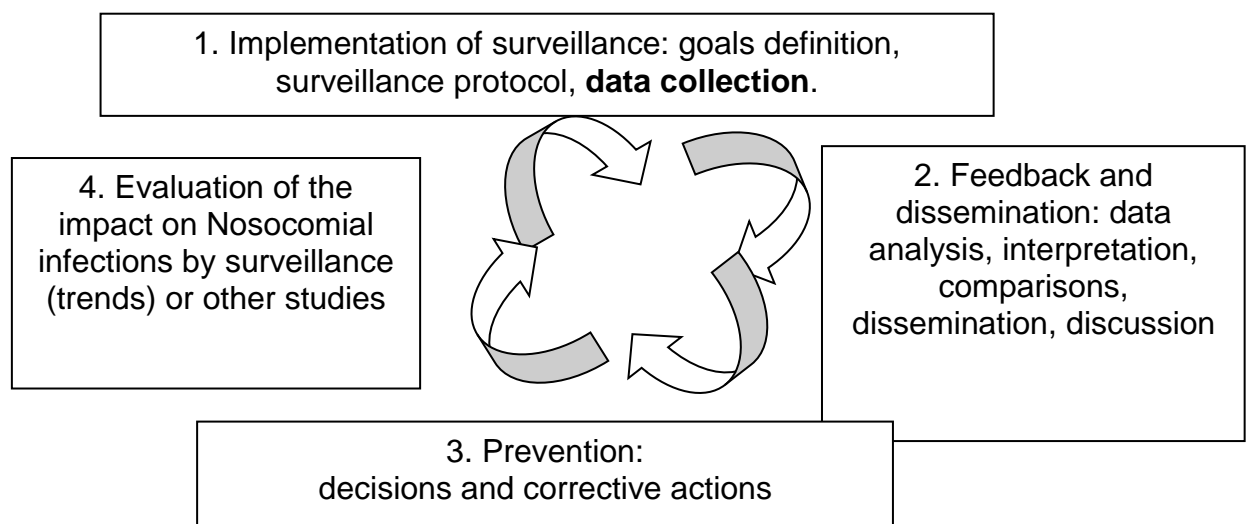 1. Implementation of surveillance: goals definition,
surveillance protocol, data collection.
2. Feedback and
dissemination: data
analysis, interpretation,
comparisons,
dissemination, discussion
3. Prevention:
decisions and corrective actions
4. Evaluation of the
impact on Nosocomial
infections by surveillance
(trends) or other studies